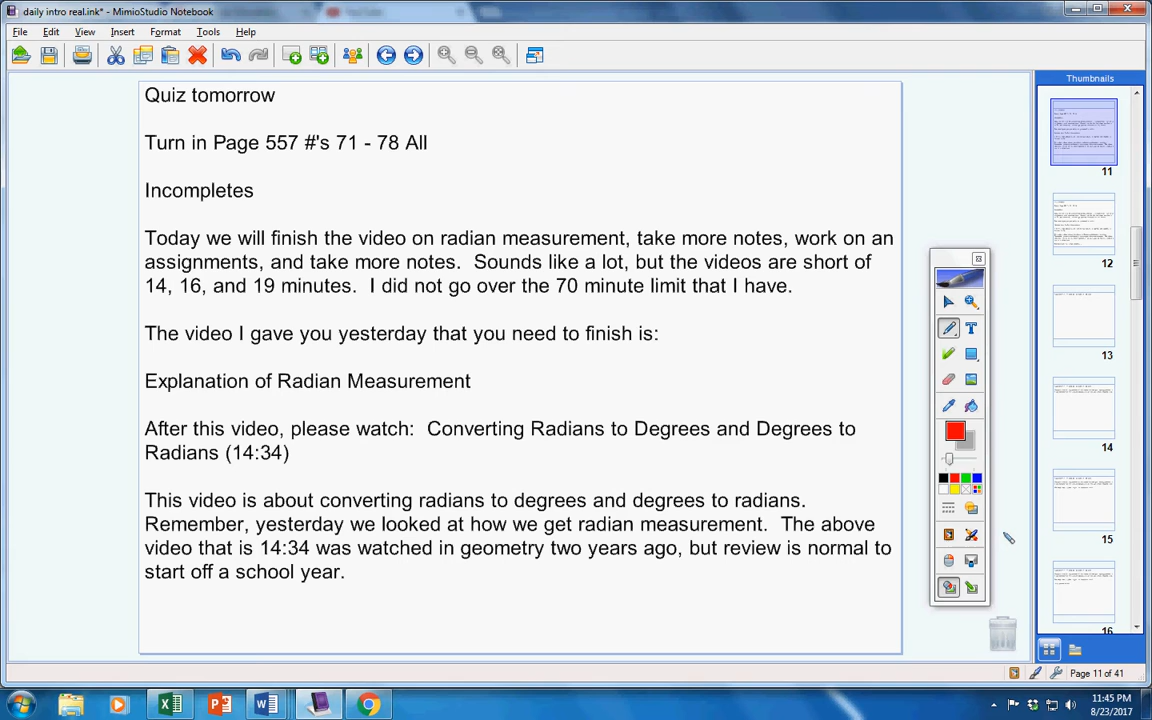 daily intro real.ink* - MimioStudio Notebook
File Edit View Insert Format Tools Help
Quiz tomorrow
Turn in Page 557 #'s 71 - 78 All
Incompletes
Today we will finish the video on radian measurement, take more notes, work on an
assignments, and take more notes.  Sounds like a lot, but the videos are short of
14, 16, and 19 minutes.  I did not go over the 70 minute limit that I have.
The video I gave you yesterday that you need to finish is:
Explanation of Radian Measurement
After this video, please watch:  Converting Radians to Degrees and Degrees to
Radians (14:34)
This video is about converting radians to degrees and degrees to radians.
Remember, yesterday we looked at how we get radian measurement.  The above
video that is 14:34 was watched in geometry two years ago, but review is normal to
start off a school year.
Thumbnails
11
12
13
14
15
16
Page 11 of 41
11:45 PM
8/23/2017